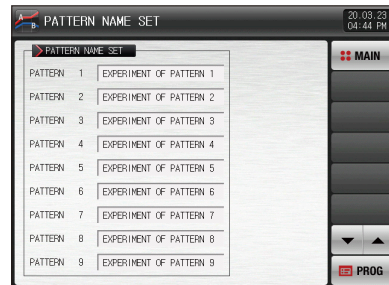 PATTERN NAME SET
20.03.23
04:44 PM
PATTERN NAME SET
MAIN
PATTERN 1 EXPERIMENT OF PATTERN 1
PATTERN 2 EXPERIMENT OF PATTERN 2
PATTERN 3 EXPERIMENT OF PATTERN 3
PATTERN 4 EXPERIMENT OF PATTERN 4
PATTERN 5 EXPERIMENT OF PATTERN 5
PATTERN 6 EXPERIMENT OF PATTERN 6
PATTERN 7 EXPERIMENT OF PATTERN 7
PATTERN 8 EXPERIMENT OF PATTERN 8
PATTERN 9 EXPERIMENT OF PATTERN 9
PROG